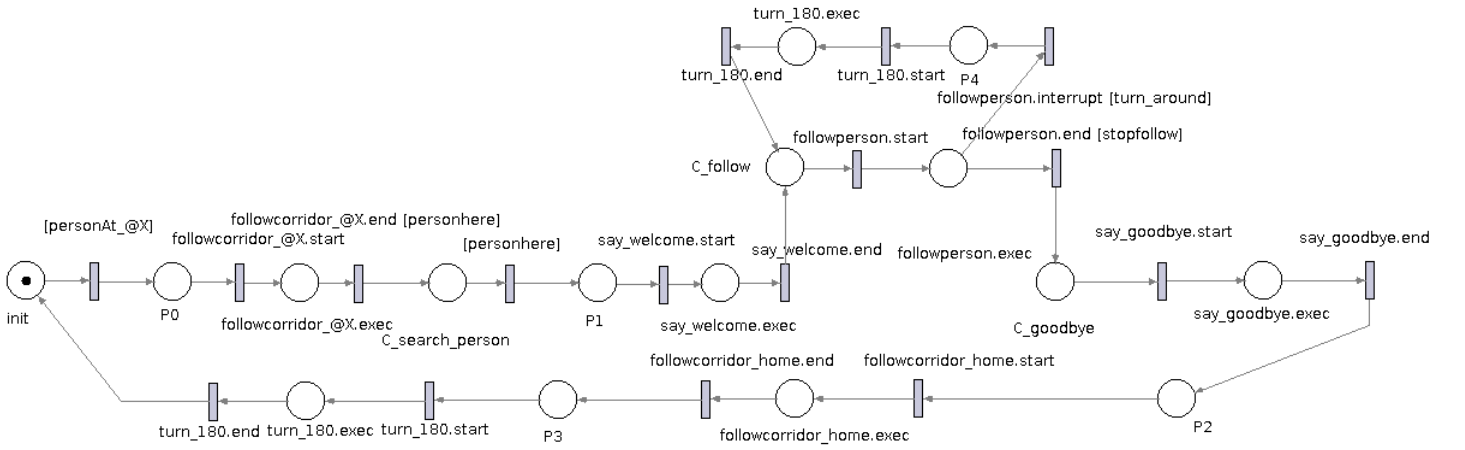 turn_180.exec
turn_180.end
turn_180.start
P4
followperson.interrupt [turn_around]
followperson.start
followperson.end [stopfollow]
C_follow
followcorridor_@X.end [personhere]
[personAt_@X]
followcorridor_@X.start
[personhere]
say_welcome.start
say_welcome.end
followperson.exec
say_goodbye.start
say_goodbye.end
init
P0
followcorridor_@X.exec
C_search_person
P1
say_welcome.exec
C_goodbye
say_goodbye.exec
followcorridor_home.end
followcorridor_home.start
turn_180.end
turn_180.exec
turn_180.start
P3
followcorridor_home.exec
P2